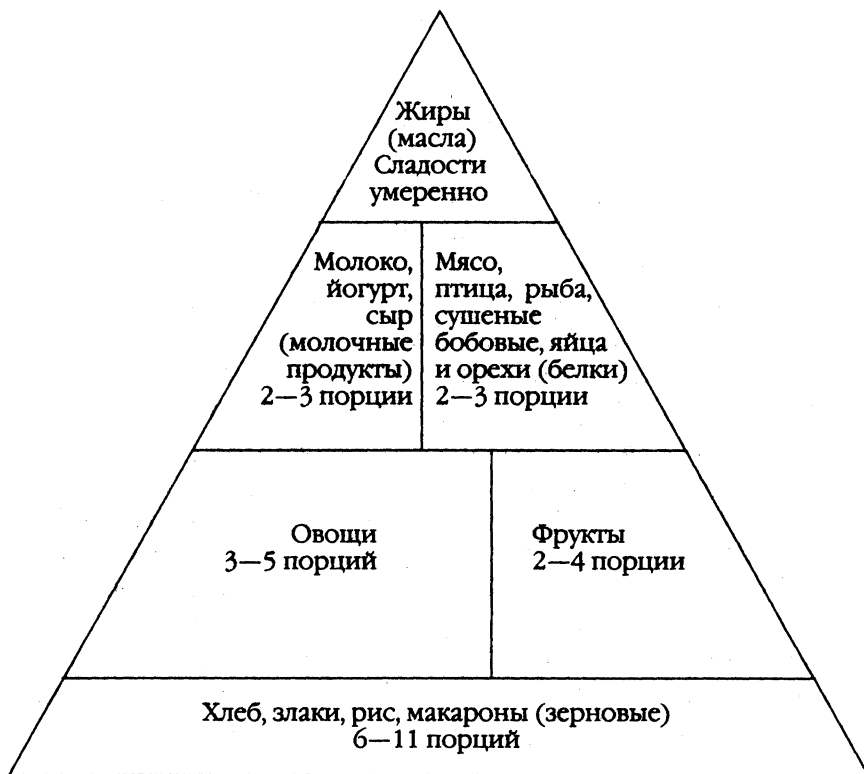 Жиры
(масла)
Сладости
умеренно
Молоко,
йогурт,
сыр
(молочные
продукты)
2—3 порции
Мясо,
птица, рыба,
сушеные
бобовые, яйца
и орехи (белки)
2—3 порции
Овощи
3—5 порций
Фрукты
2—4 порции
Хлеб, злаки, рис, макароны (зерновые)
6—11 порций